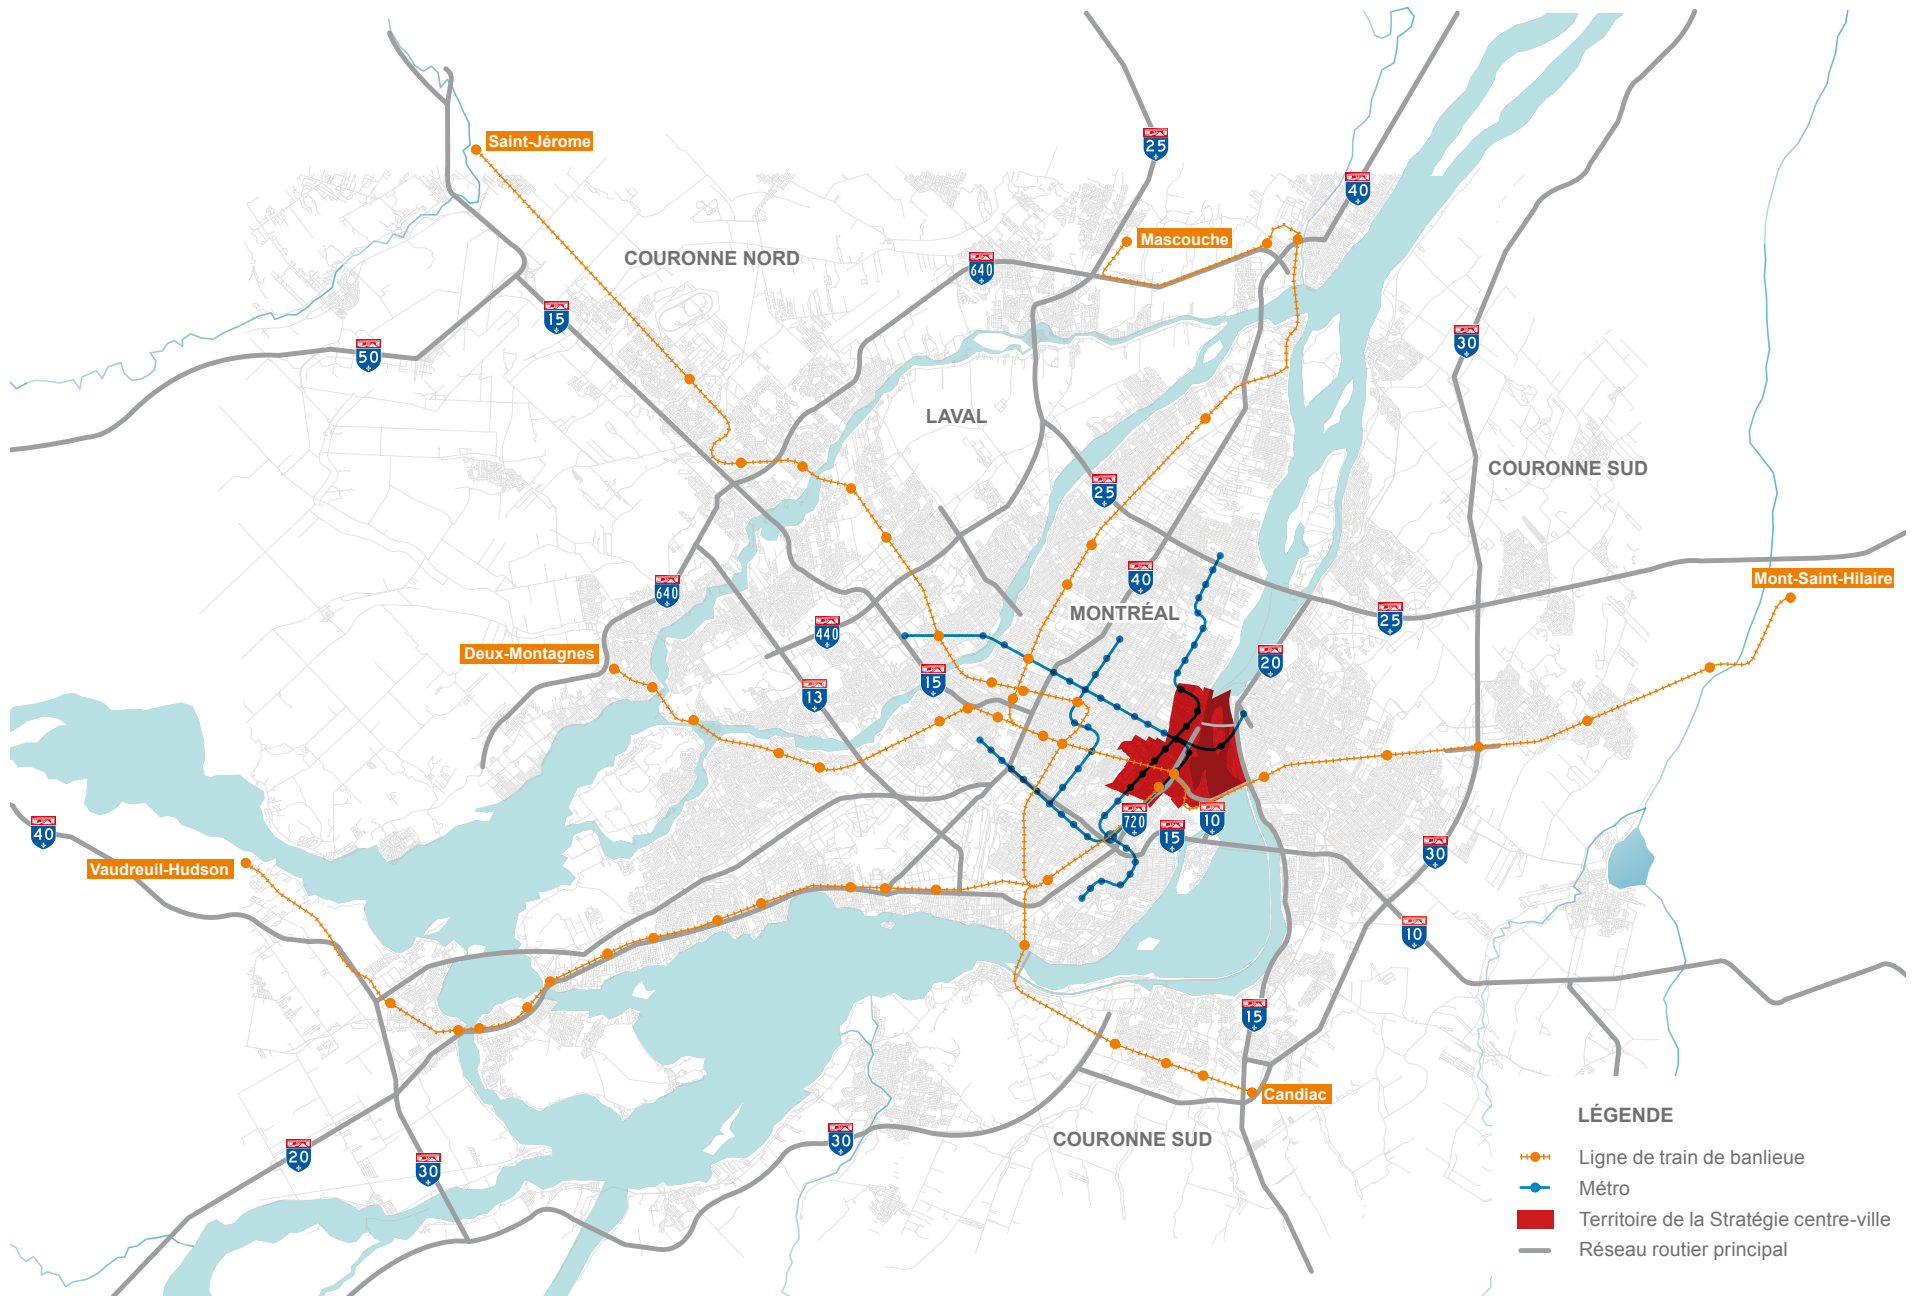 Saint-Jérome
25
40
Mascouche
COURONNE NORD
640
15
50
30
LAVAL
COURONNE SUD
25
40
Mont-Saint-Hilaire
640
MONTRÉAL
25
440
Deux-Montagnes
20
15
13
720
10
15
40
30
Vaudreuil-Hudson
10
15
Candiac
30
COURONNE SUD
20
30
LÉGENDE
Ligne de train de banlieue
Métro
Territoire de la Stratégie centre-ville
Réseau routier principal